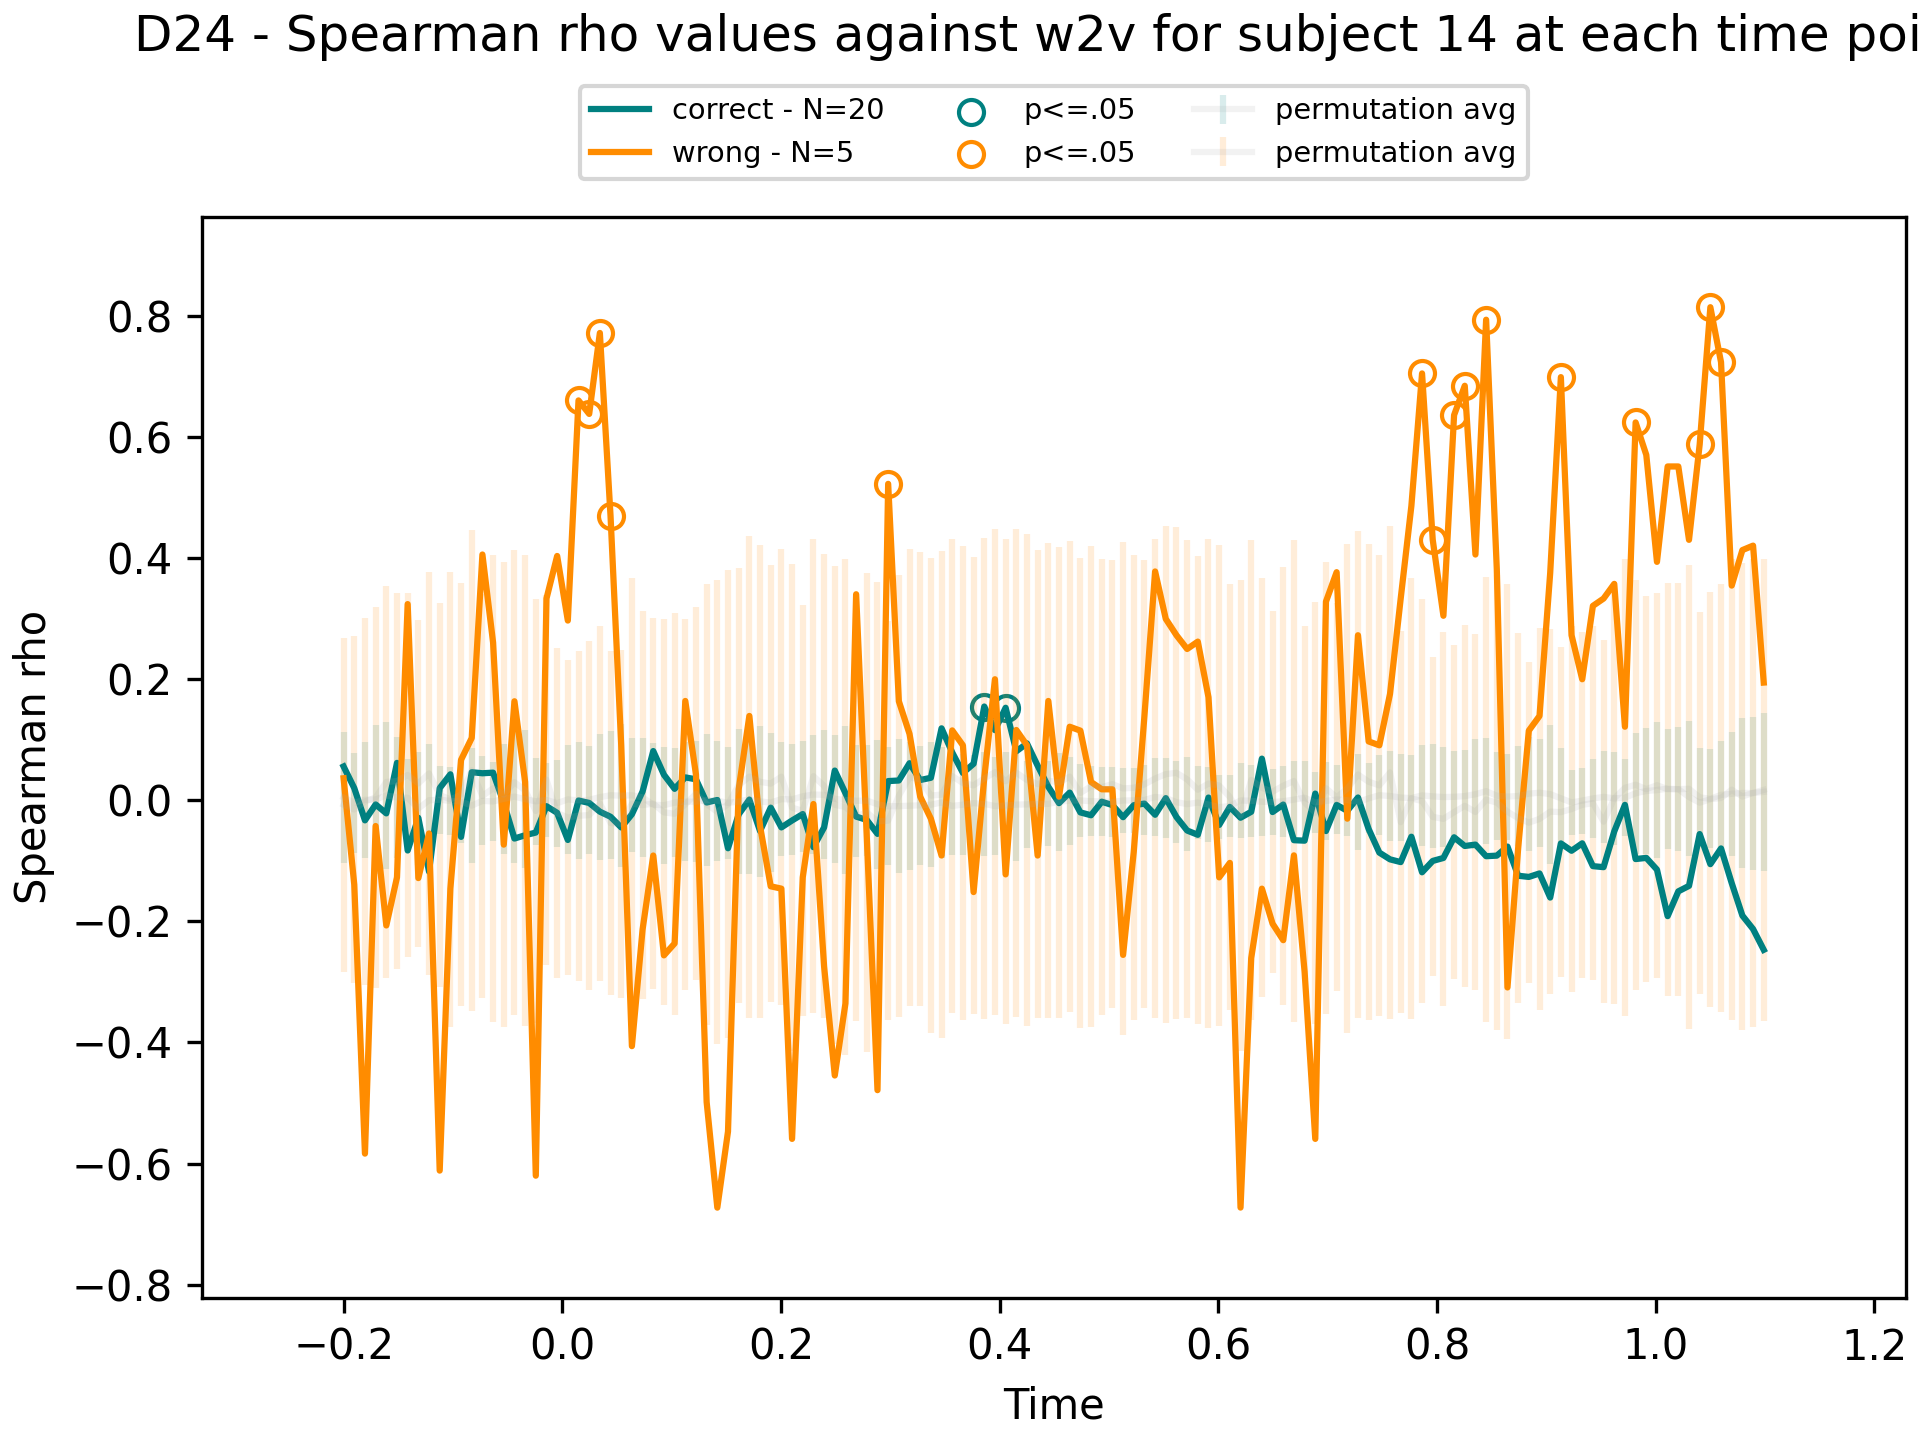 D24 - Spearman rho values against w2v for subject 14 at each time poi
correct - N=20 p<=.05 permutation avg
wrong - N=5 p<=.05 permutation avg
Spearman rho
0.8
0.6
0.4
0.2
0.0
−0.2
−0.4
−0.6
−0.8
−0.2 0.0 0.2 0.4 0.6 0.8 1.0 1.2
Time